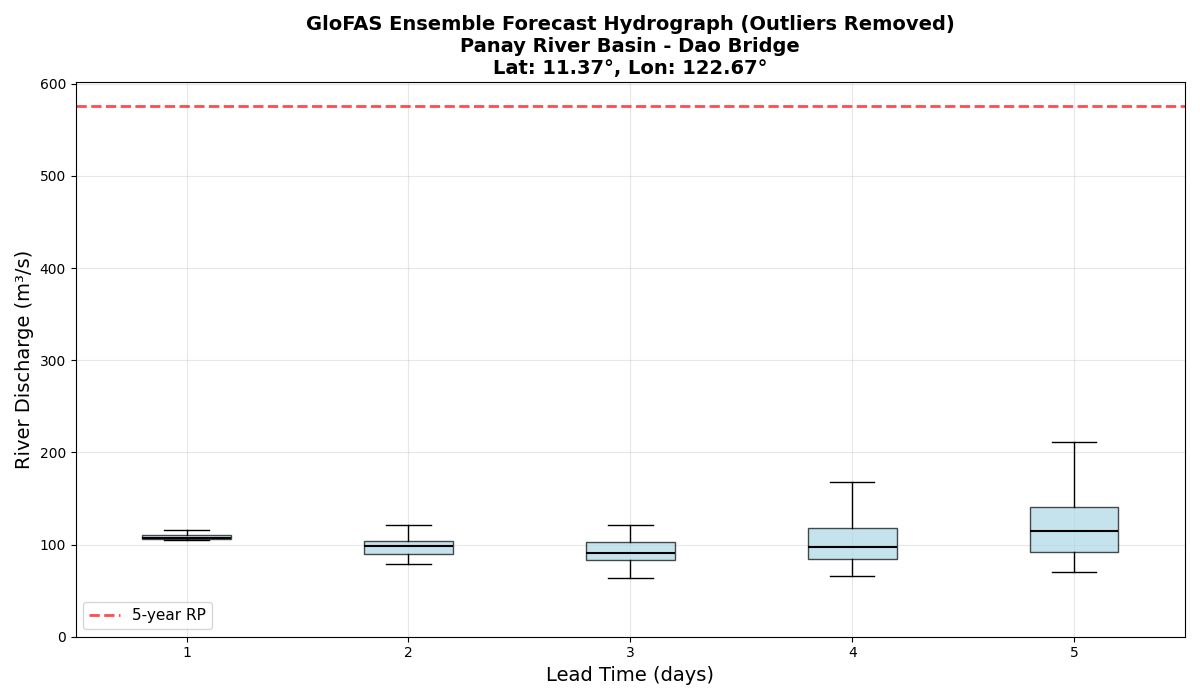 GloFAS Ensemble Forecast Hydrograph (Outliers Removed)
Panay River Basin - Dao Bridge
Lat: 11.37°, Lon: 122.67°
600
500
400
300
200
100
0
River Discharge (m³/s)
5-year RP
1 2 3 4 5
Lead Time (days)